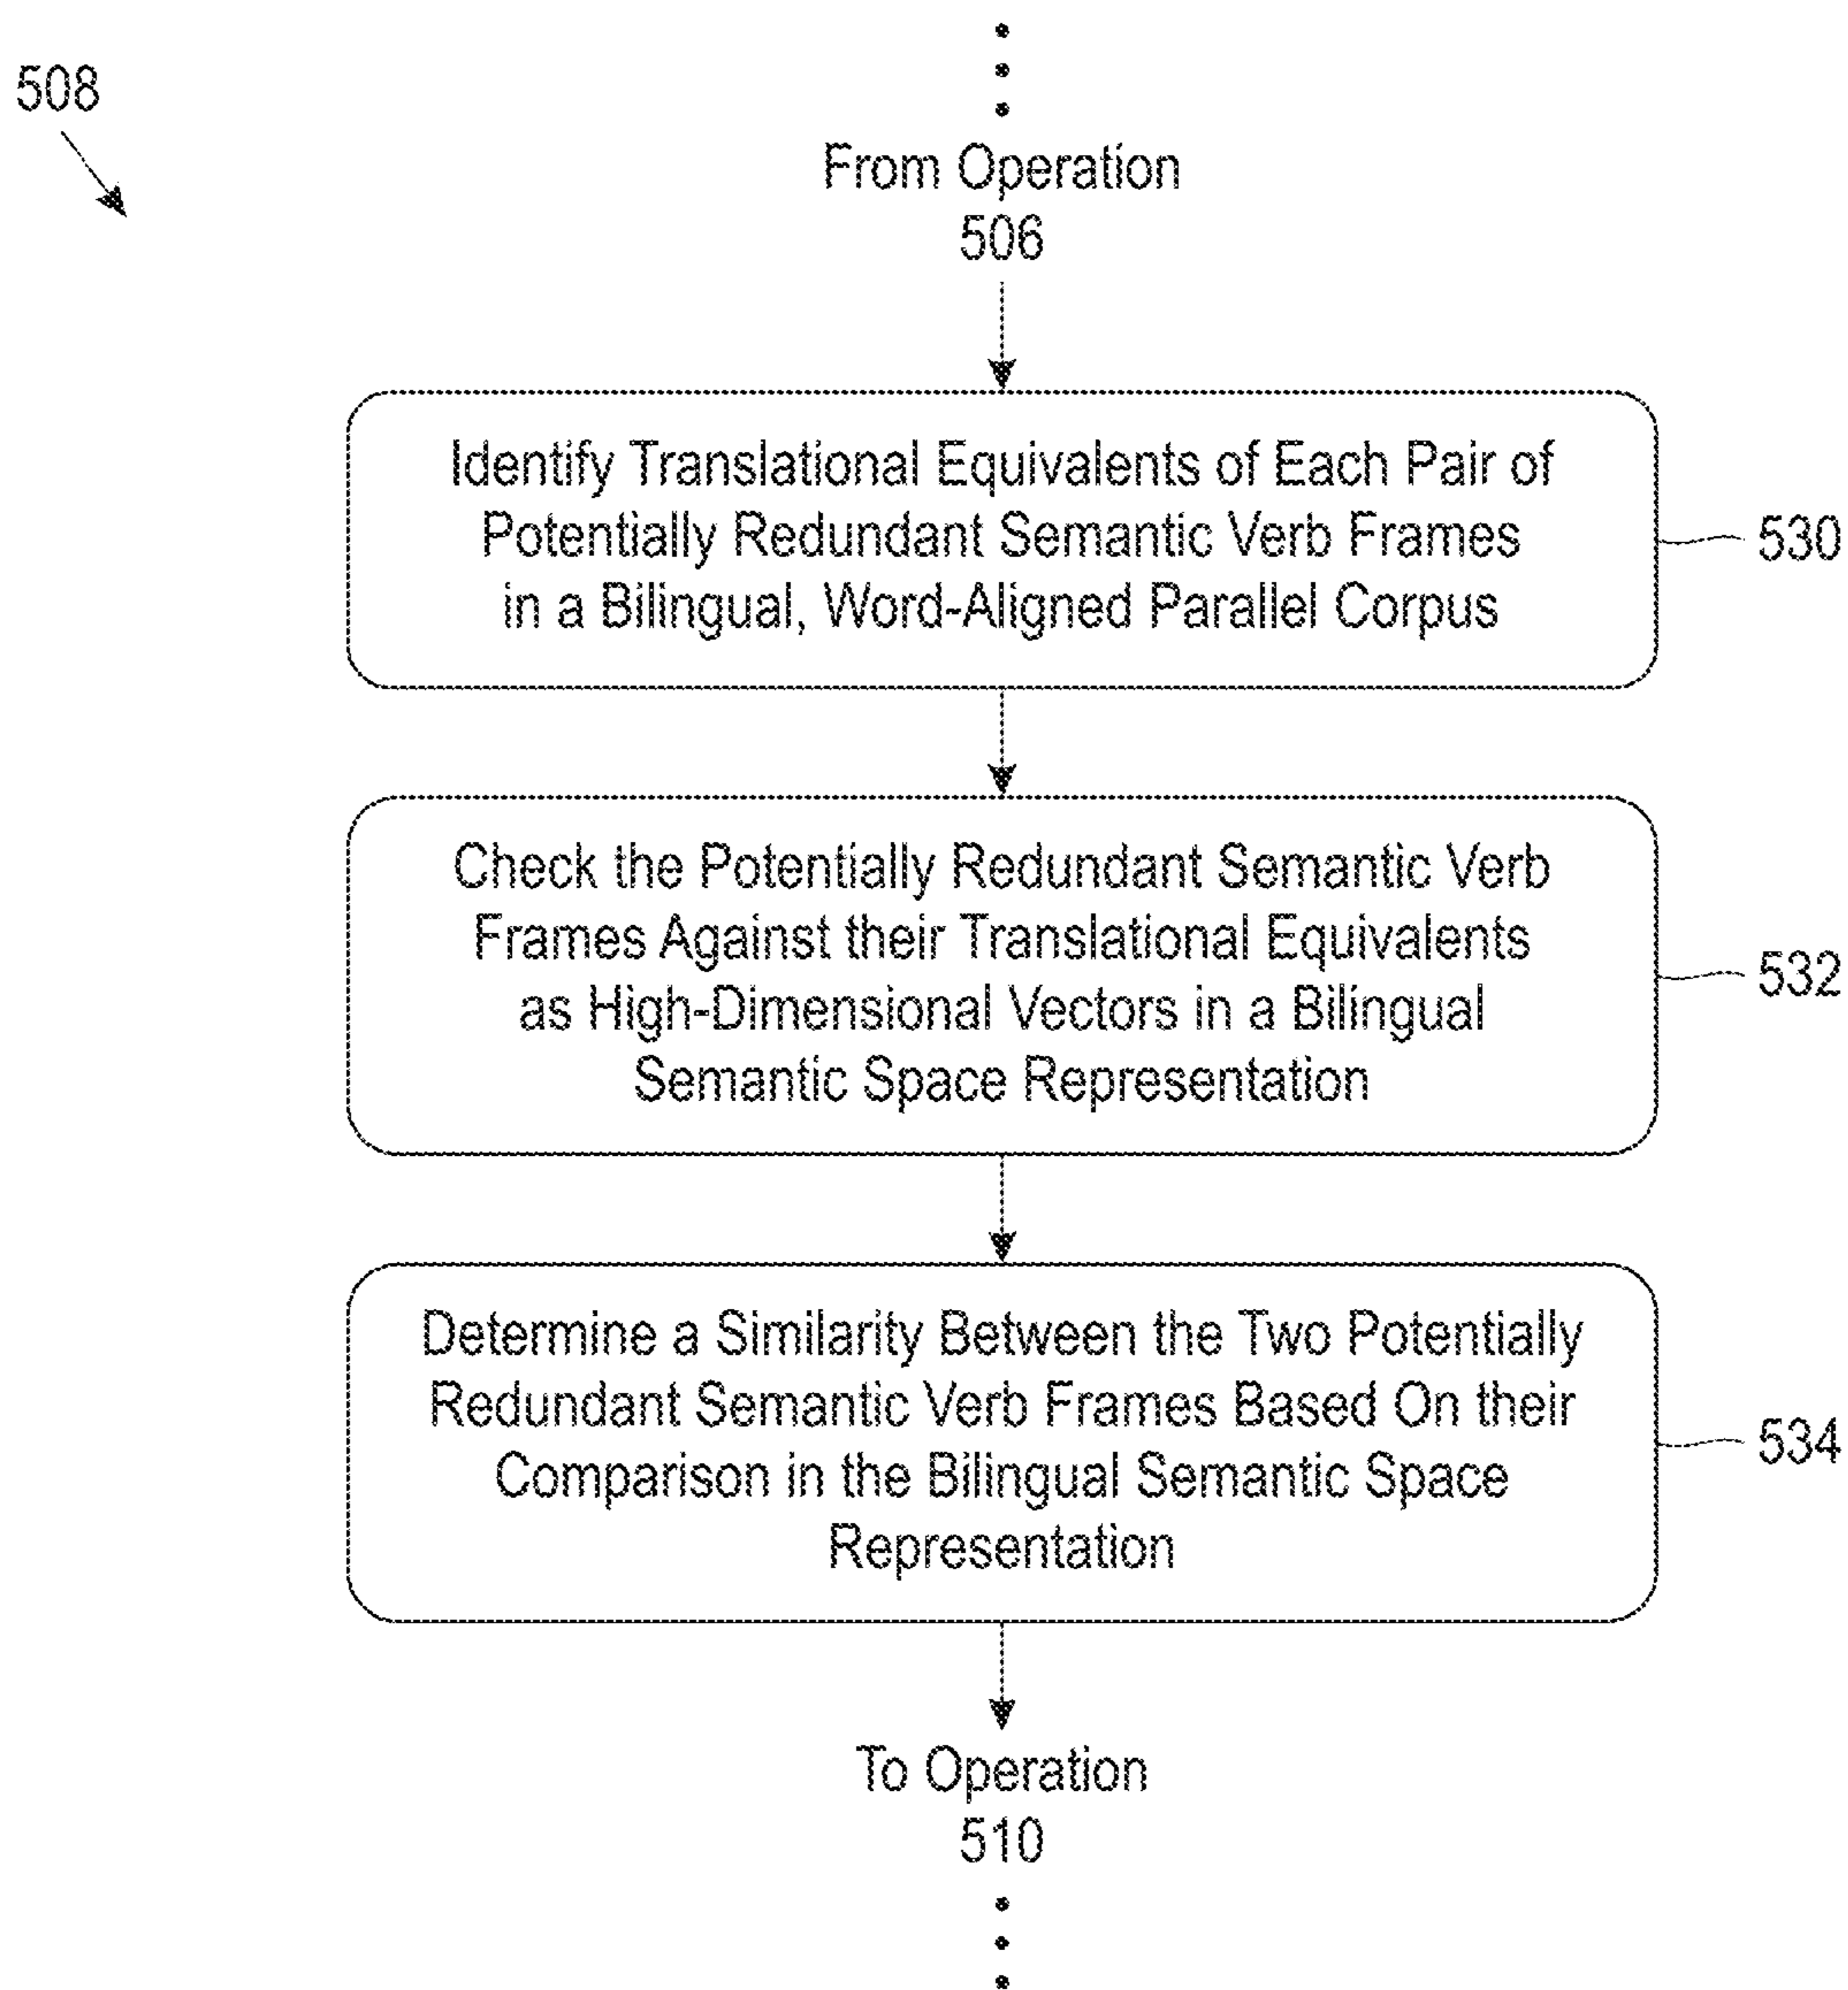 508
From Operation
506
Identify Translational Equivalents of Each Pair of
Potentially Redundant Semantic Verb Frames
in a Bilingual, Word-Aligned Parallel Corpus
530
Check the Potentially Redundant Semantic Verb
Frames Against their Translational Equivalents
as High-Dimensional Vectors in a Bilingual
Semantic Space Representation
532
Determine a Similarity Between the Two Potentially
Redundant Semantic Verb Frames Based On their
Comparison in the Bilingual Semantic Space
Representation
534
To Operation
510